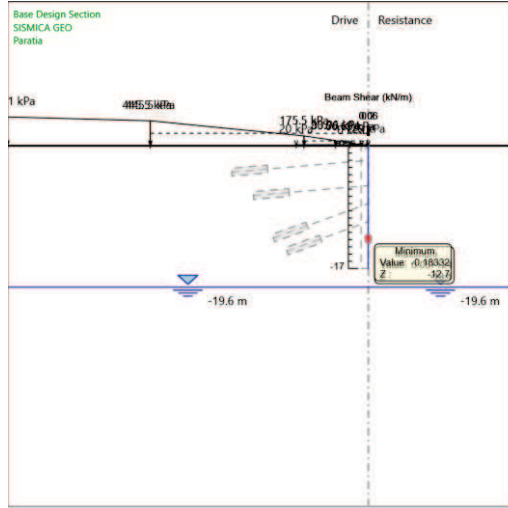 Base Design Section
SISMICA GEO
Paratia
Drive
Resistance
Beam Shear (kN/m)
1 kPa
175.5 kPa
20 kPa
-17
Minimum
Value: -0.18332
Z : -12.7
-19.6 m
-19.6 m